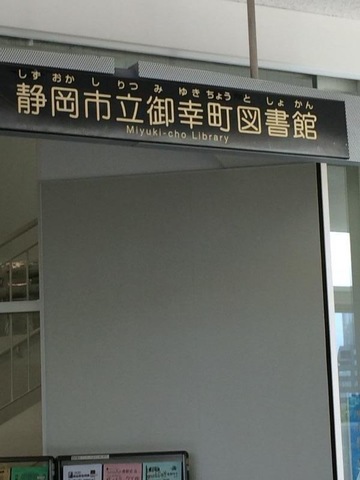 しず おか し りつ み ゆきちょう と しょ かん
静岡市立御幸町図書館
Miyuki-cho Library